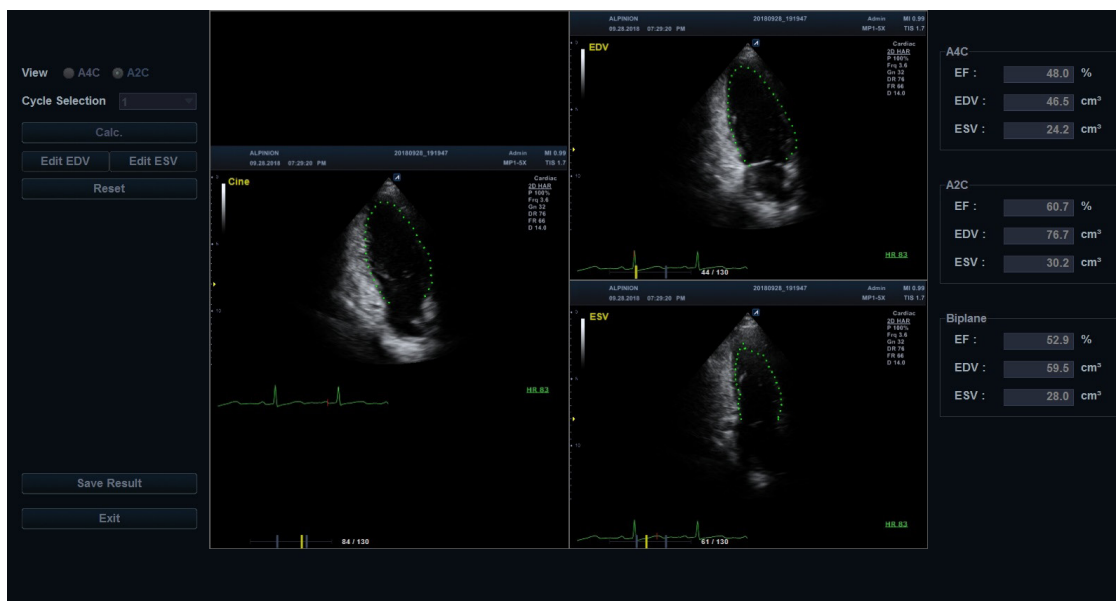 View A4C A2C
Cycle Selection 1
Calc.
Edit EDV Edit ESV
Reset
Save Result
Exit
ALPINION 20180928_191947 Admin MI 0.99
09.28.2018 07:29:20 PM MP1-5X TIS 1.7
Cine
Cardiac
2D HAR
P 100%
Frq 3.6
Gn 32
DR 76
FR 66
D 14.0
HR 83
84 / 130
ALPINION 20180928_191947 Admin MI 0.99
09.28.2018 07:29:20 PM MP1-5X TIS 1.7
EDV
Cardiac
2D HAR
P 100%
Frq 3.6
Gn 32
DR 76
FR 66
D 14.0
HR 83
44 / 130
ALPINION 20180928_191947 Admin MI 0.99
09.28.2018 07:29:20 PM MP1-5X TIS 1.7
ESV
Cardiac
2D HAR
P 100%
Frq 3.6
Gn 32
DR 76
FR 66
D 14.0
HR 83
61 / 130
A4C
EF : 48.0 %
EDV : 46.5 cm³
ESV : 24.2 cm³
A2C
EF : 60.7 %
EDV : 76.7 cm³
ESV : 30.2 cm³
Biplane
EF : 52.9 %
EDV : 59.5 cm³
ESV : 28.0 cm³